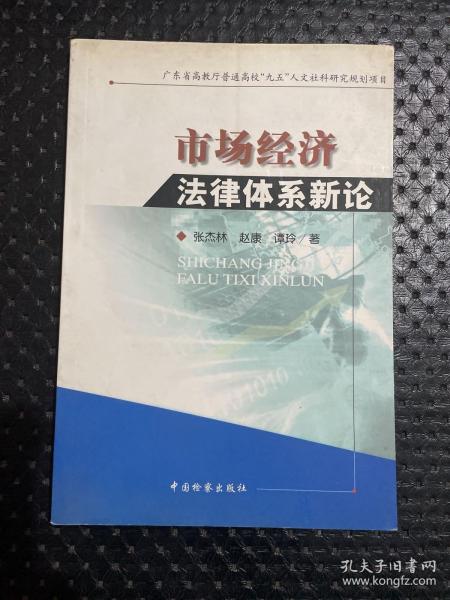 广东省高教厅普通高校“九五”人文社科研究规划项目
市场经济
法律体系新论
张杰林 赵康 谭玲/著
SHICHANG JINGJI
FALU TIXI XINLUN
中国检察出版社
孔夫子旧书网
www.kongfz.com